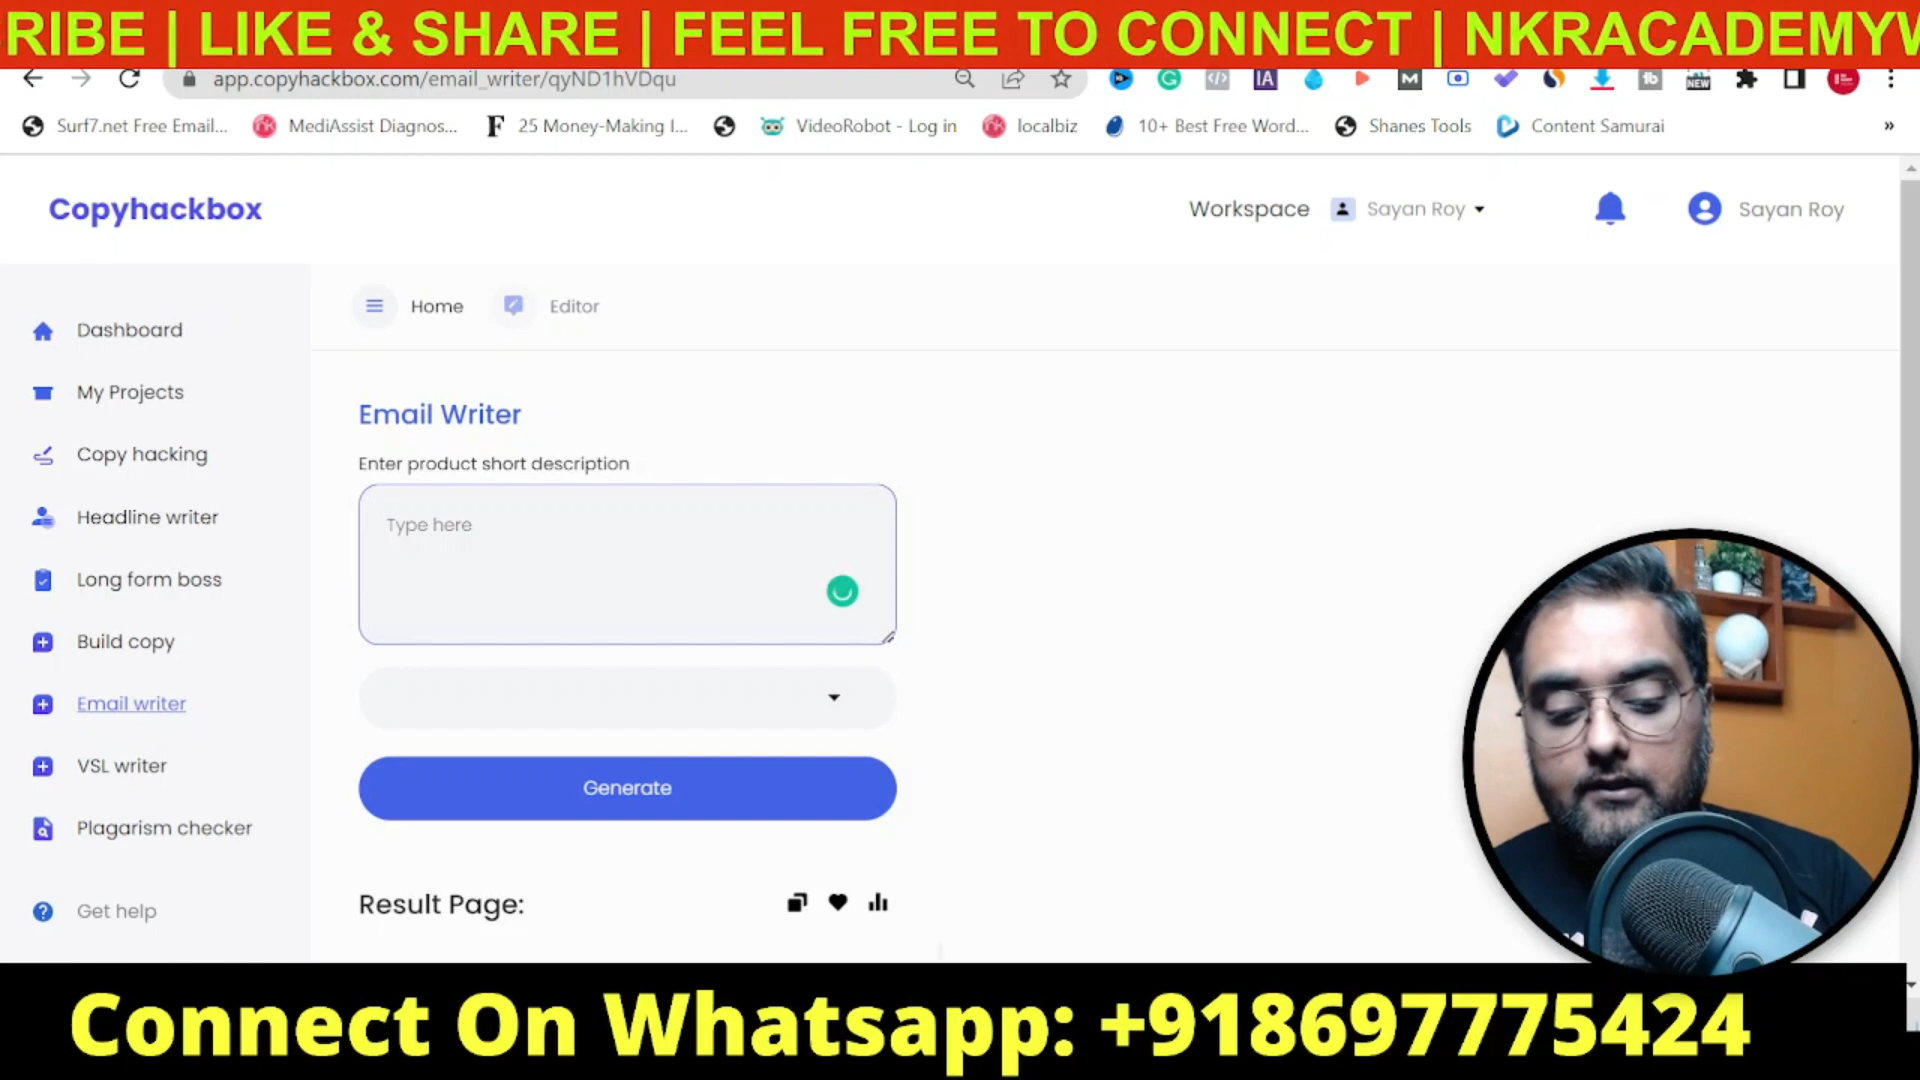 RIBE | LIKE & SHARE | FEEL FREE TO CONNECT | NKRACADEMYW
app.copyhackbox.com/email_writer/qyND1hVDqu
IA
M
tb
NEW
Surf7.net Free Email...
MediAssist Diagnos...
F 25 Money-Making I...
VideoRobot - Log in
localbiz
10+ Best Free Word...
Shanes Tools
Content Samurai
»
Copyhackbox
Workspace
Sayan Roy
Sayan Roy
Home
Editor
Dashboard
My Projects
Copy hacking
Headline writer
Long form boss
Build copy
Email writer
VSL writer
Plagarism checker
Get help
Email Writer
Enter product short description
Type here
Generate
Result Page:
Connect On Whatsapp: +918697775424